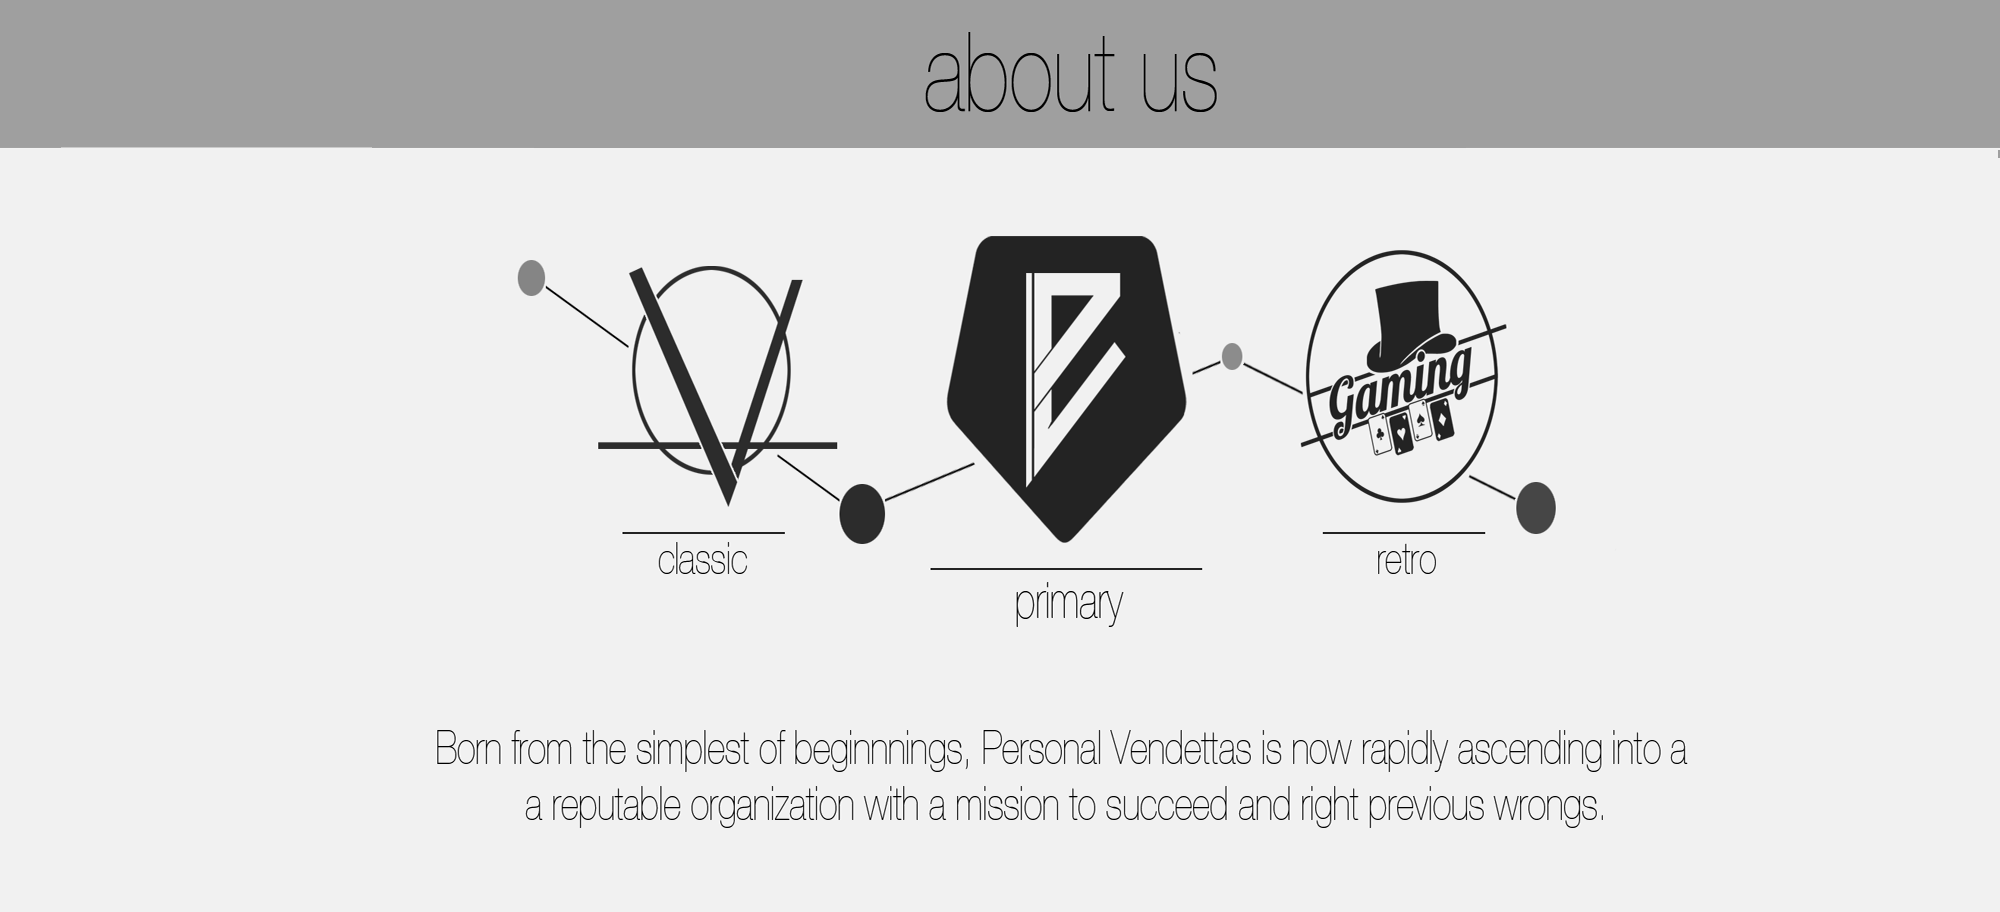 about us
Gaming
classic
retro
primary
Born from the simplest of beginnnings, Personal Vendettas is now rapidly ascending into a
a reputable organization with a mission to succeed and right previous wrongs.